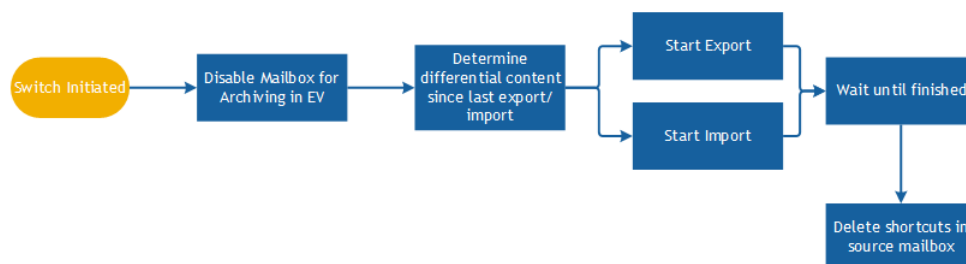 Switch Initiated
Disable Mailbox for
Archiving in EV
Determine
differential content
since last export/
import
Start Export
Start Import
Wait until finished
Delete shortcuts in
source mailbox